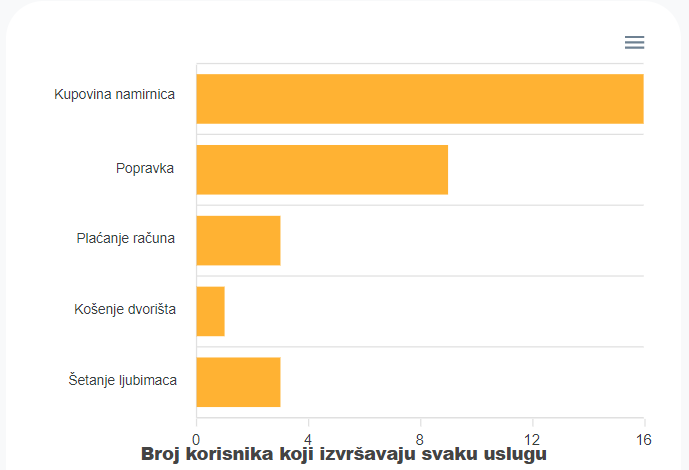 Kupovina namirnica
Popravka
Plaćanje računa
Košenje dvorišta
Šetanje ljubimaca
0 4 8 12 16
Broj korisnika koji izvršavaju svaku uslugu